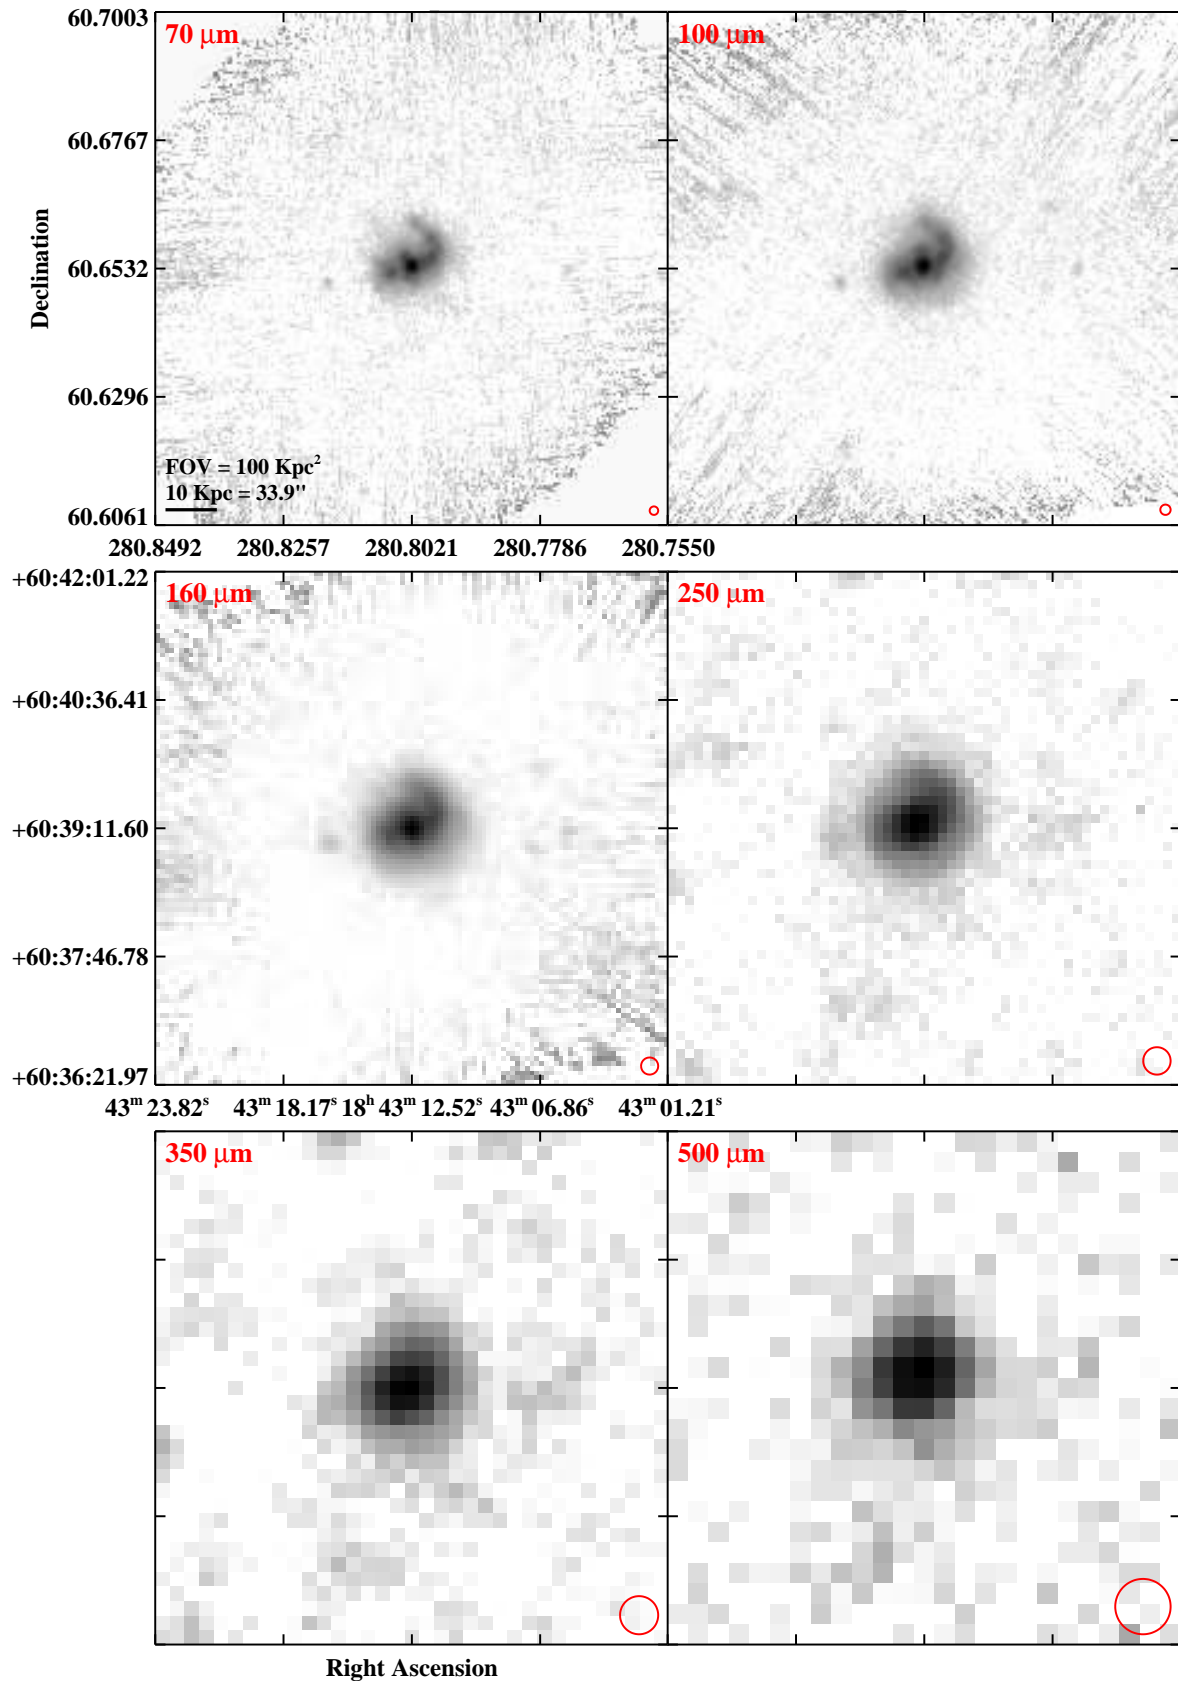 60.7003
70 μm
100 μm
60.6767
Declination
60.6532
60.6296
FOV = 100 Kpc²
10 Kpc = 33.9"
60.6061
280.8492 280.8257 280.8021 280.7786 280.7550
+60:42:01.22
160 μm
250 μm
+60:40:36.41
+60:39:11.60
+60:37:46.78
+60:36:21.97
43ᵐ 23.82ˢ 43ᵐ 18.17ˢ 18ʰ 43ᵐ 12.52ˢ 43ᵐ 06.86ˢ 43ᵐ 01.21ˢ
350 μm
500 μm
Right Ascension